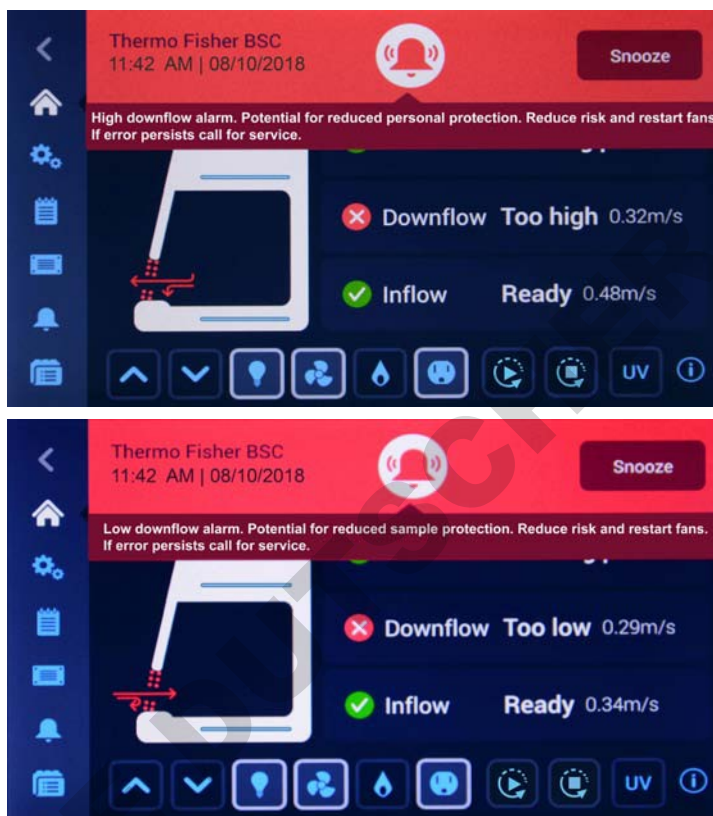 Thermo Fisher BSC
11:42 AM | 08/10/2018
Snooze
High downflow alarm. Potential for reduced personal protection. Reduce risk and restart fans
If error persists call for service.
Downflow Too high 0.32m/s
Inflow Ready 0.48m/s
UV
Thermo Fisher BSC
11:42 AM | 08/10/2018
Snooze
Low downflow alarm. Potential for reduced sample protection. Reduce risk and restart fans.
If error persists call for service.
Downflow Too low 0.29m/s
Inflow Ready 0.34m/s
UV